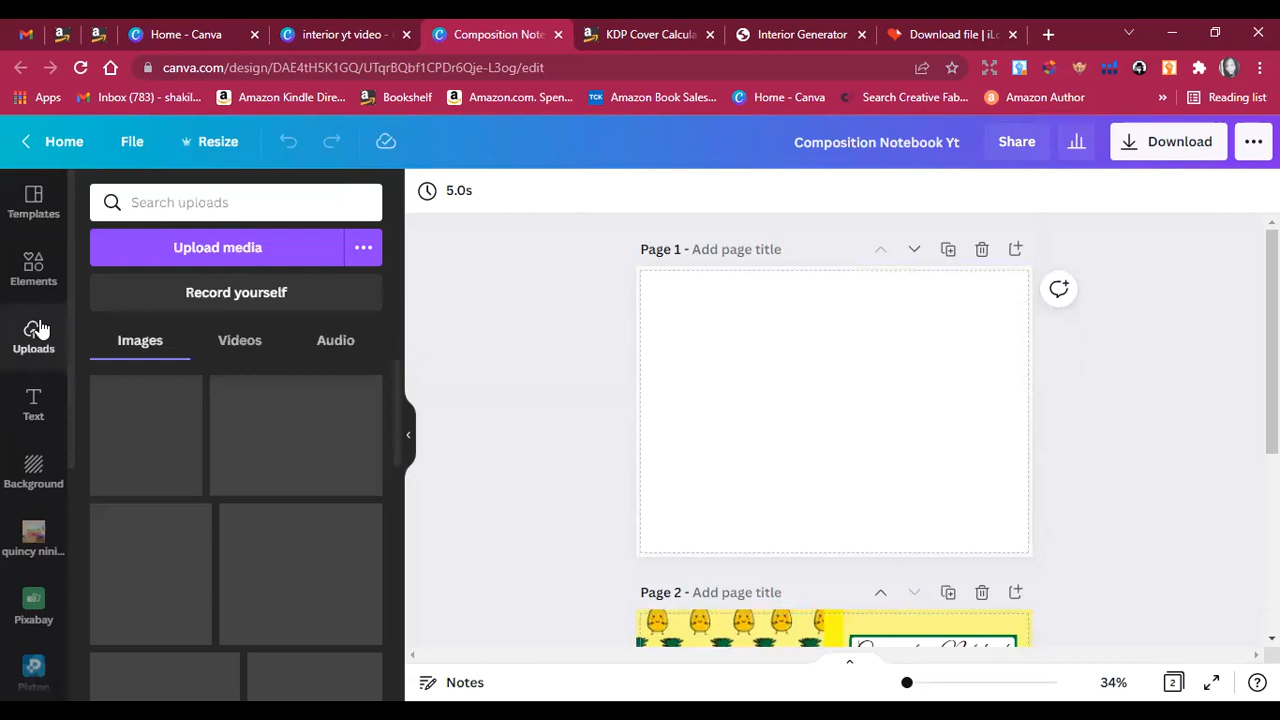 Home - Canva
interior yt video -
Composition Note
KDP Cover Calcula
Interior Generator
Download file | iLo
canva.com/design/DAE4tH5K1GQ/UTqrBQbf1CPDr6Qje-L3og/edit
Apps
Inbox (783) - shakil...
Amazon Kindle Dire...
Bookshelf
Amazon.com. Spen...
TCK
Amazon Book Sales...
Home - Canva
Search Creative Fab...
Amazon Author
Reading list
Home
File
Resize
Composition Notebook Yt
Share
Download
Templates
Search uploads
5.0s
Upload media
Page 1 - Add page title
Elements
Record yourself
Uploads
Images
Videos
Audio
Text
Background
quincy nini...
Page 2 - Add page title
Pixabay
Pixton
Notes
34%
2